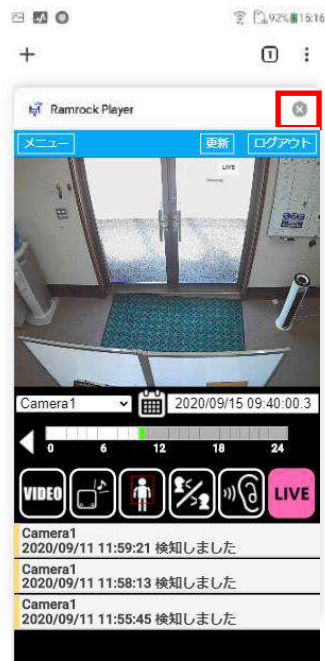 92% 15:16
1
Ramrock Player
メニュー 更新 ログアウト
LIVE
Camera1 2020/09/15 09:40:00.3
0 6 12 18 24
VIDEO LIVE
Camera1
2020/09/11 11:59:21 検知しました
Camera1
2020/09/11 11:58:13 検知しました
Camera1
2020/09/11 11:55:45 検知しました